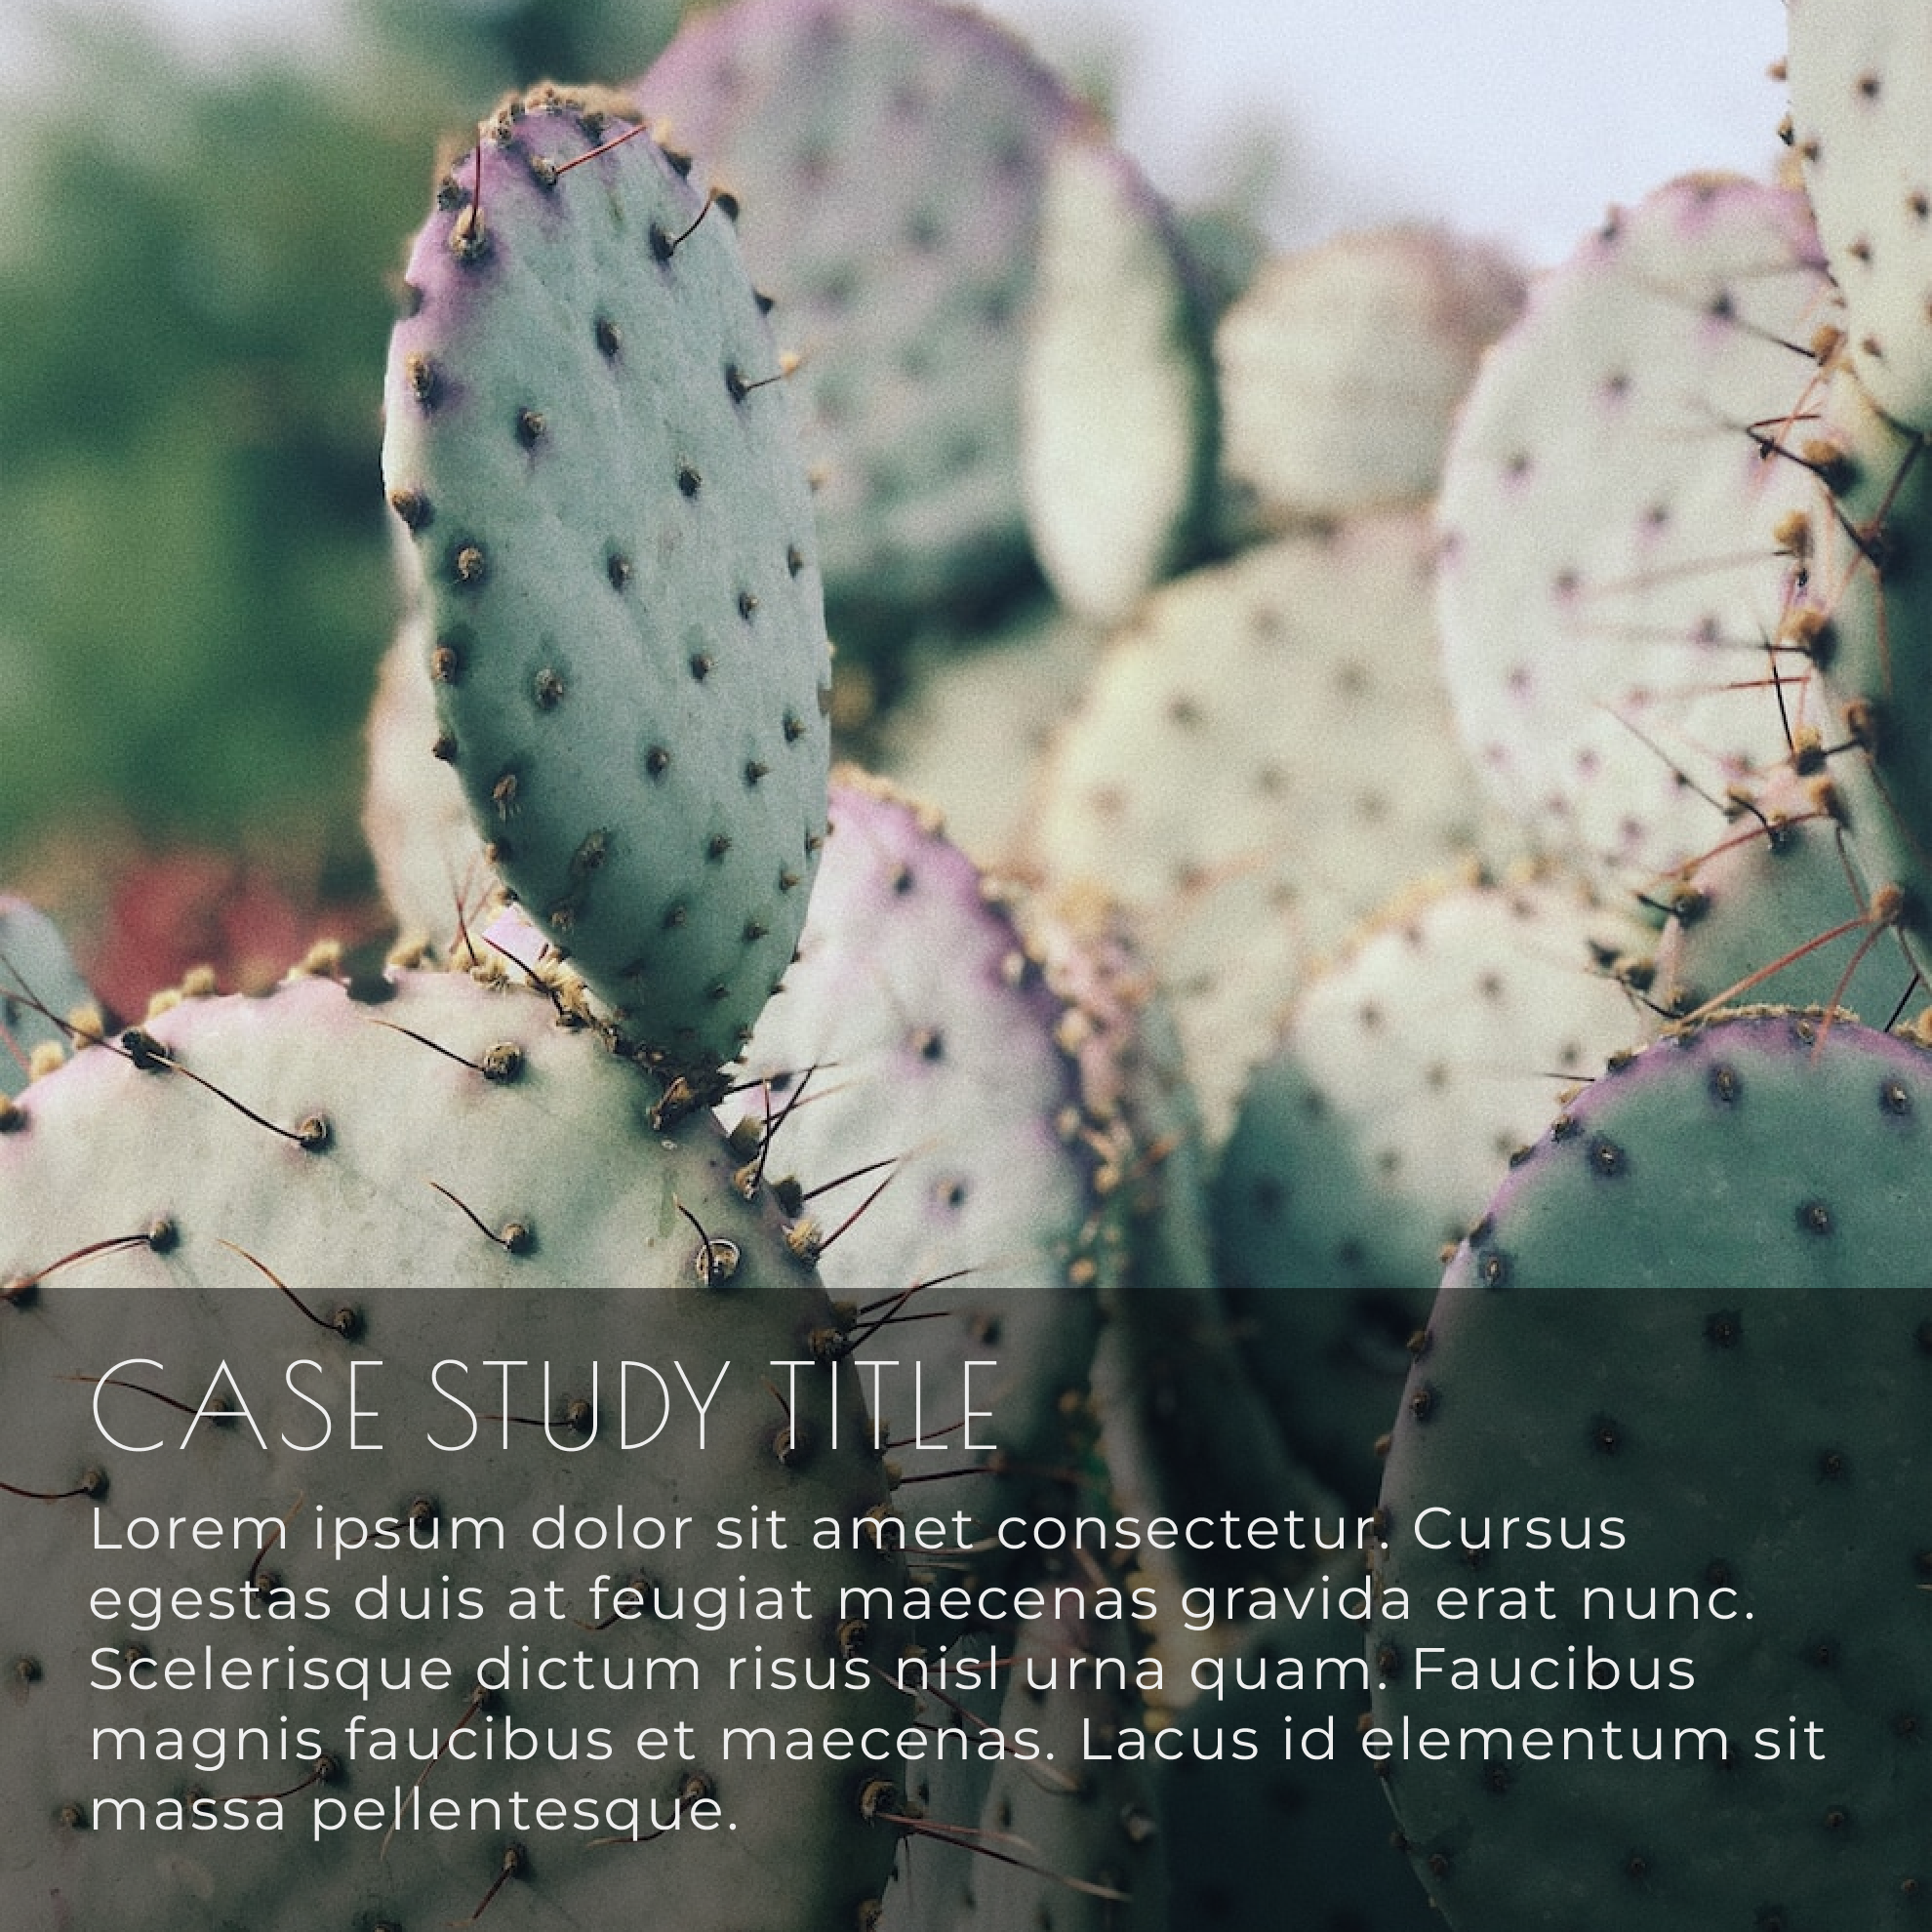 CASE STUDY TITLE
Lorem ipsum dolor sit amet consectetur. Cursus
egestas duis at feugiat maecenas gravida erat nunc.
Scelerisque dictum risus nisl urna quam. Faucibus
magnis faucibus et maecenas. Lacus id elementum sit
massa pellentesque.